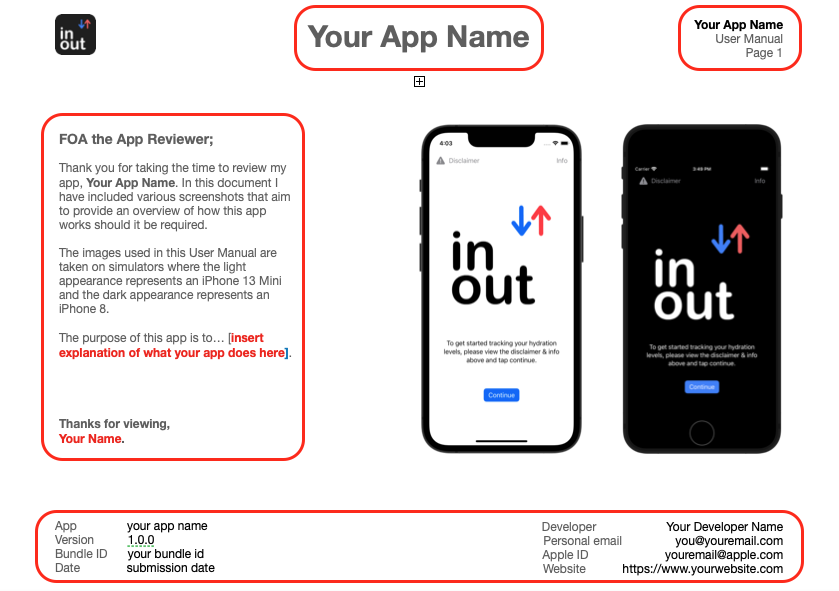 in
out
Your App Name
Your App Name
User Manual
Page 1
FOA the App Reviewer;
Thank you for taking the time to review my
app, Your App Name. In this document I
have included various screenshots that aim
to provide an overview of how this app
works should it be required.
The images used in this User Manual are
taken on simulators where the light
appearance represents an iPhone 13 Mini
and the dark appearance represents an
iPhone 8.
The purpose of this app is to… [insert
explanation of what your app does here].
Thanks for viewing,
Your Name.
4:03
Disclaimer
Info
in
out
To get started tracking your hydration
levels, please view the disclaimer & info
above and tap continue.
Continue
Carrier
3:49 PM
Disclaimer
Info
in
out
To get started tracking your hydration
levels, please view the disclaimer & info
above and tap continue.
Continue
App your app name
Version 1.0.0
Bundle ID your bundle id
Date submission date
Developer Your Developer Name
Personal email you@youremail.com
Apple ID youremail@apple.com
Website https://www.yourwebsite.com